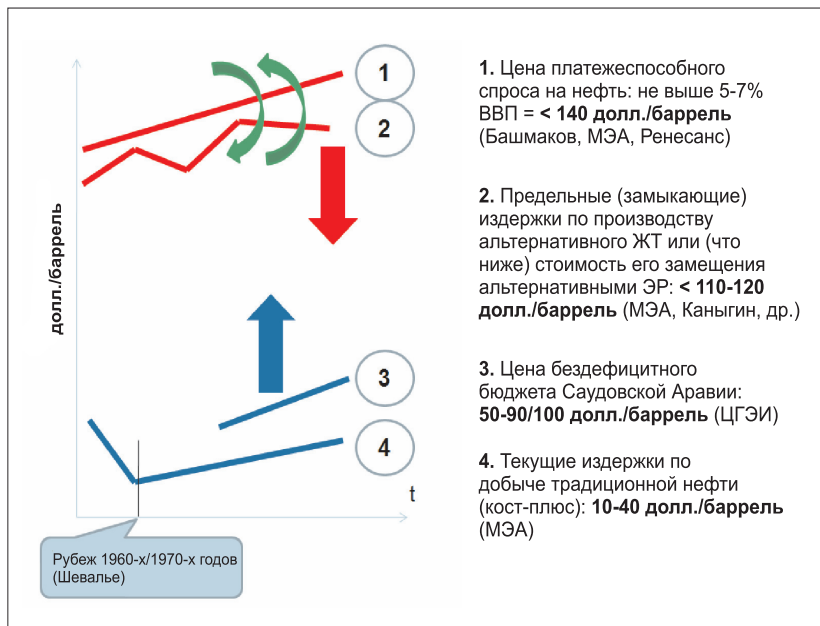 долл./баррель
1
2
3
4
t
Рубеж 1960-х/1970-х годов
(Шевалье)
1. Цена платежеспособного
спроса на нефть: не выше 5-7%
ВВП = < 140 долл./баррель
(Башмаков, МЭА, Ренесанс)
2. Предельные (замыкающие)
издержки по производству
альтернативного ЖТ или (что
ниже) стоимость его замещения
альтернативными ЭР: < 110-120
долл./баррель (МЭА, Каныгин, др.)
3. Цена бездефицитного
бюджета Саудовской Аравии:
50-90/100 долл./баррель (ЦГЭИ)
4. Текущие издержки по
добыче традиционной нефти
(кост-плюс): 10-40 долл./баррель
(МЭА)